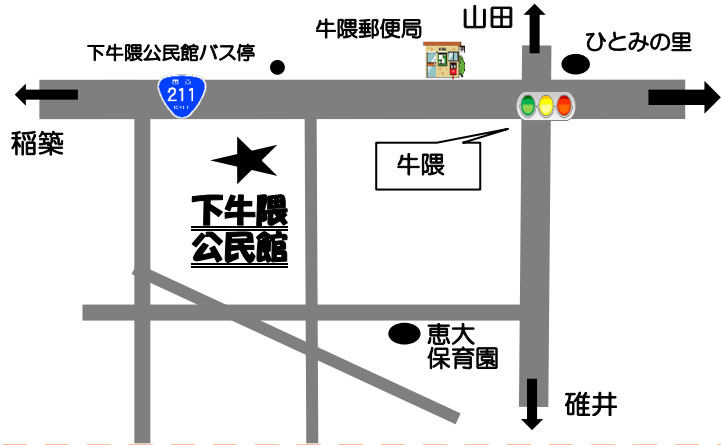 山田
牛隈郵便局
ひとみの里
下牛隈公民館バス停
211
稲築
牛隈
下牛隈
公民館
恵大
保育園
碓井